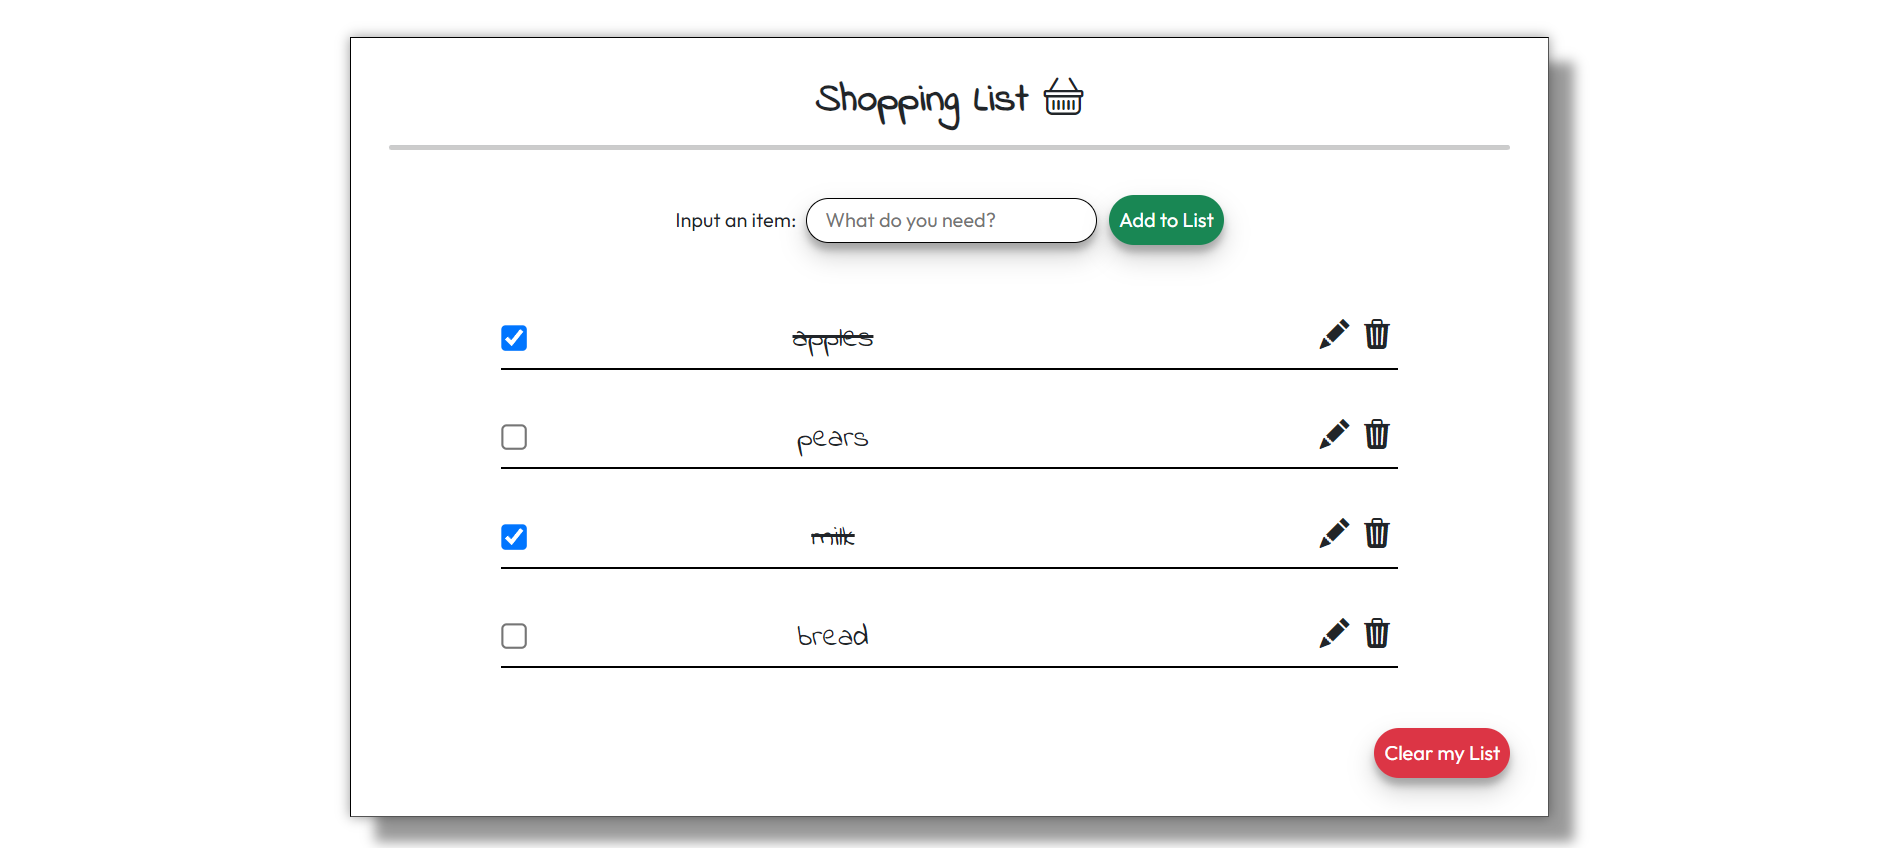 Shopping List
Input an item: What do you need? Add to List
apples
pears
milk
bread
Clear my List